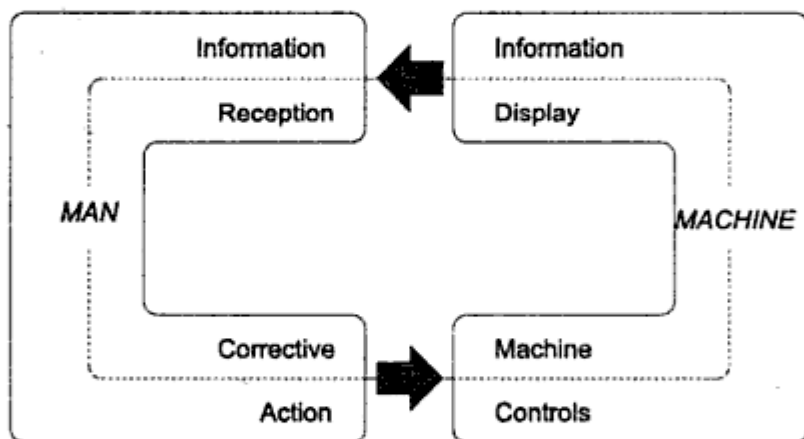 Information
Reception
Information
Display
MAN
MACHINE
Corrective
Action
Machine
Controls